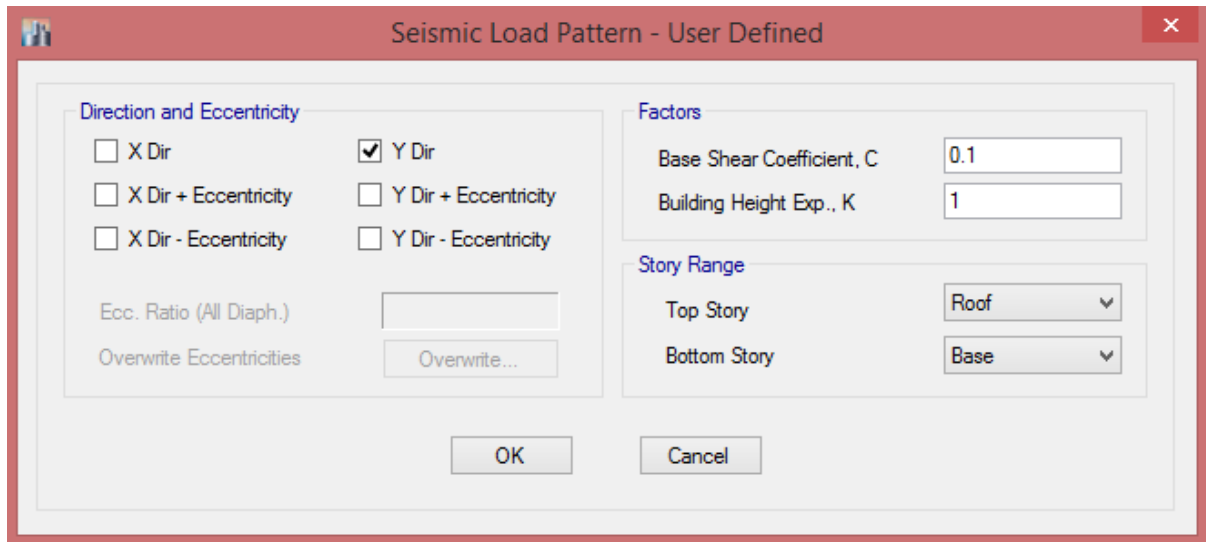 Seismic Load Pattern - User Defined
Direction and Eccentricity
X Dir
Y Dir
X Dir + Eccentricity
Y Dir + Eccentricity
X Dir - Eccentricity
Y Dir - Eccentricity
Ecc. Ratio (All Diaph.)
Overwrite Eccentricities
Overwrite...
Factors
Base Shear Coefficient, C
0.1
Building Height Exp., K
1
Story Range
Top Story
Roof
Bottom Story
Base
OK
Cancel